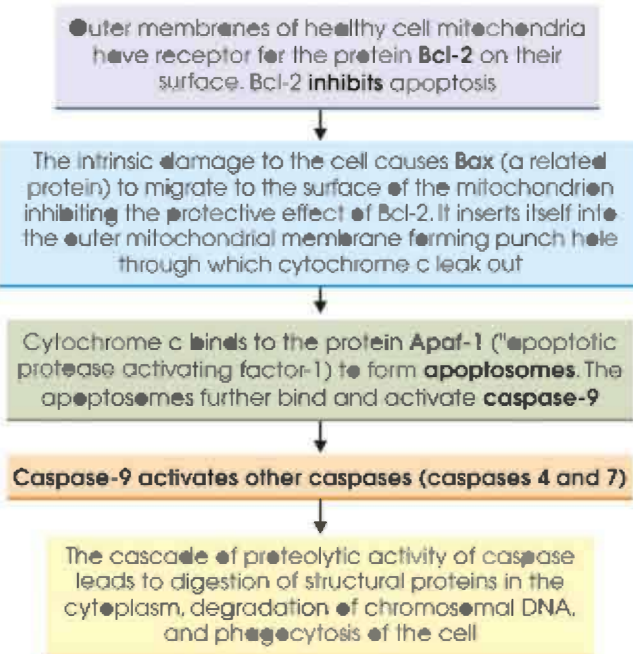 Outer membranes of healthy cell mitochondria
have receptor for the protein Bcl-2 on their
surface. Bcl-2 inhibits apoptosis
The intrinsic damage to the cell causes Bax (a related
protein) to migrate to the surface of the mitochondrion
inhibiting the protective effect of Bcl-2. It inserts itself into
the outer mitochondrial membrane forming punch hole
through which cytochrome c leak out
Cytochrome c binds to the protein Apaf-1 ("apoptotic
protease activating factor-1) to form apoptosomes. The
apoptosomes further bind and activate caspase-9
Caspase-9 activates other caspases (caspases 4 and 7)
The cascade of proteolytic activity of caspase
leads to digestion of structural proteins in the
cytoplasm, degradation of chromosomal DNA,
and phagocytosis of the cell